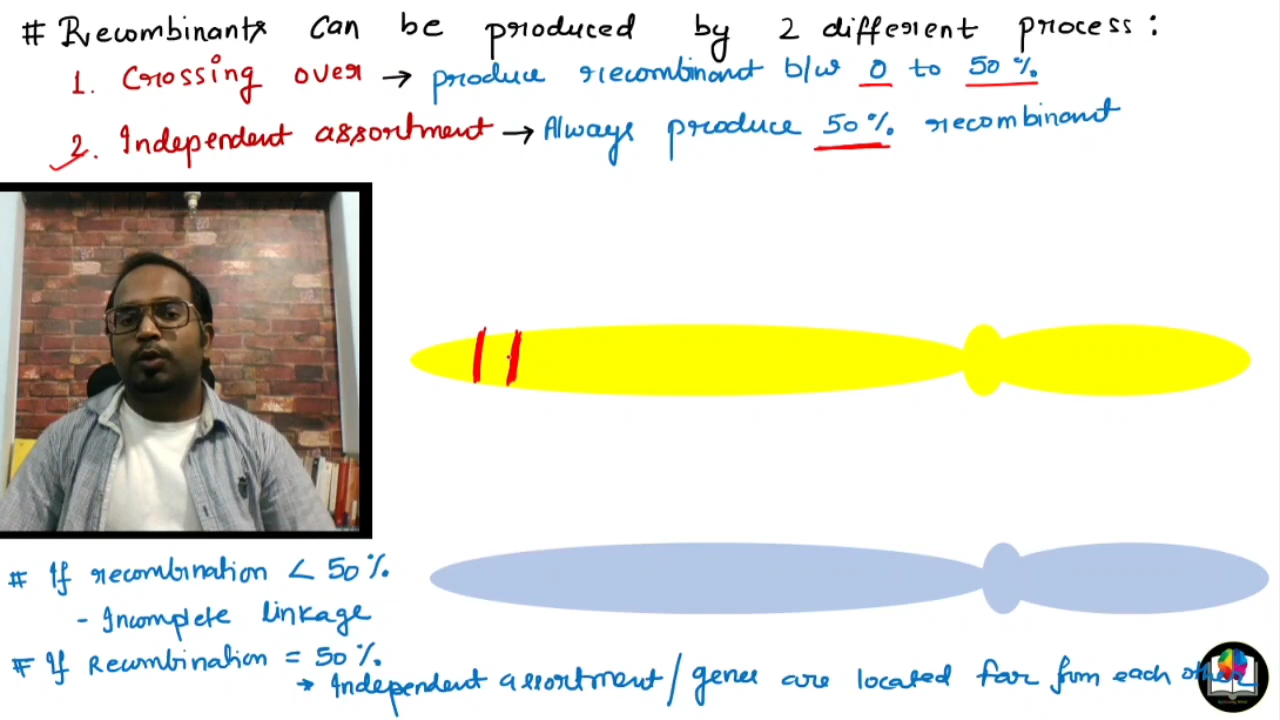 # Recombinants can be produced by 2 different process :
1. Crossing over → produce recombinant b/w 0 to 50 %
2. Independent assortment → Always produce 50% recombinant
# If recombination < 50%
- Incomplete linkage
# If Recombination = 50%
→ Independent assortment / genes are located far from each other